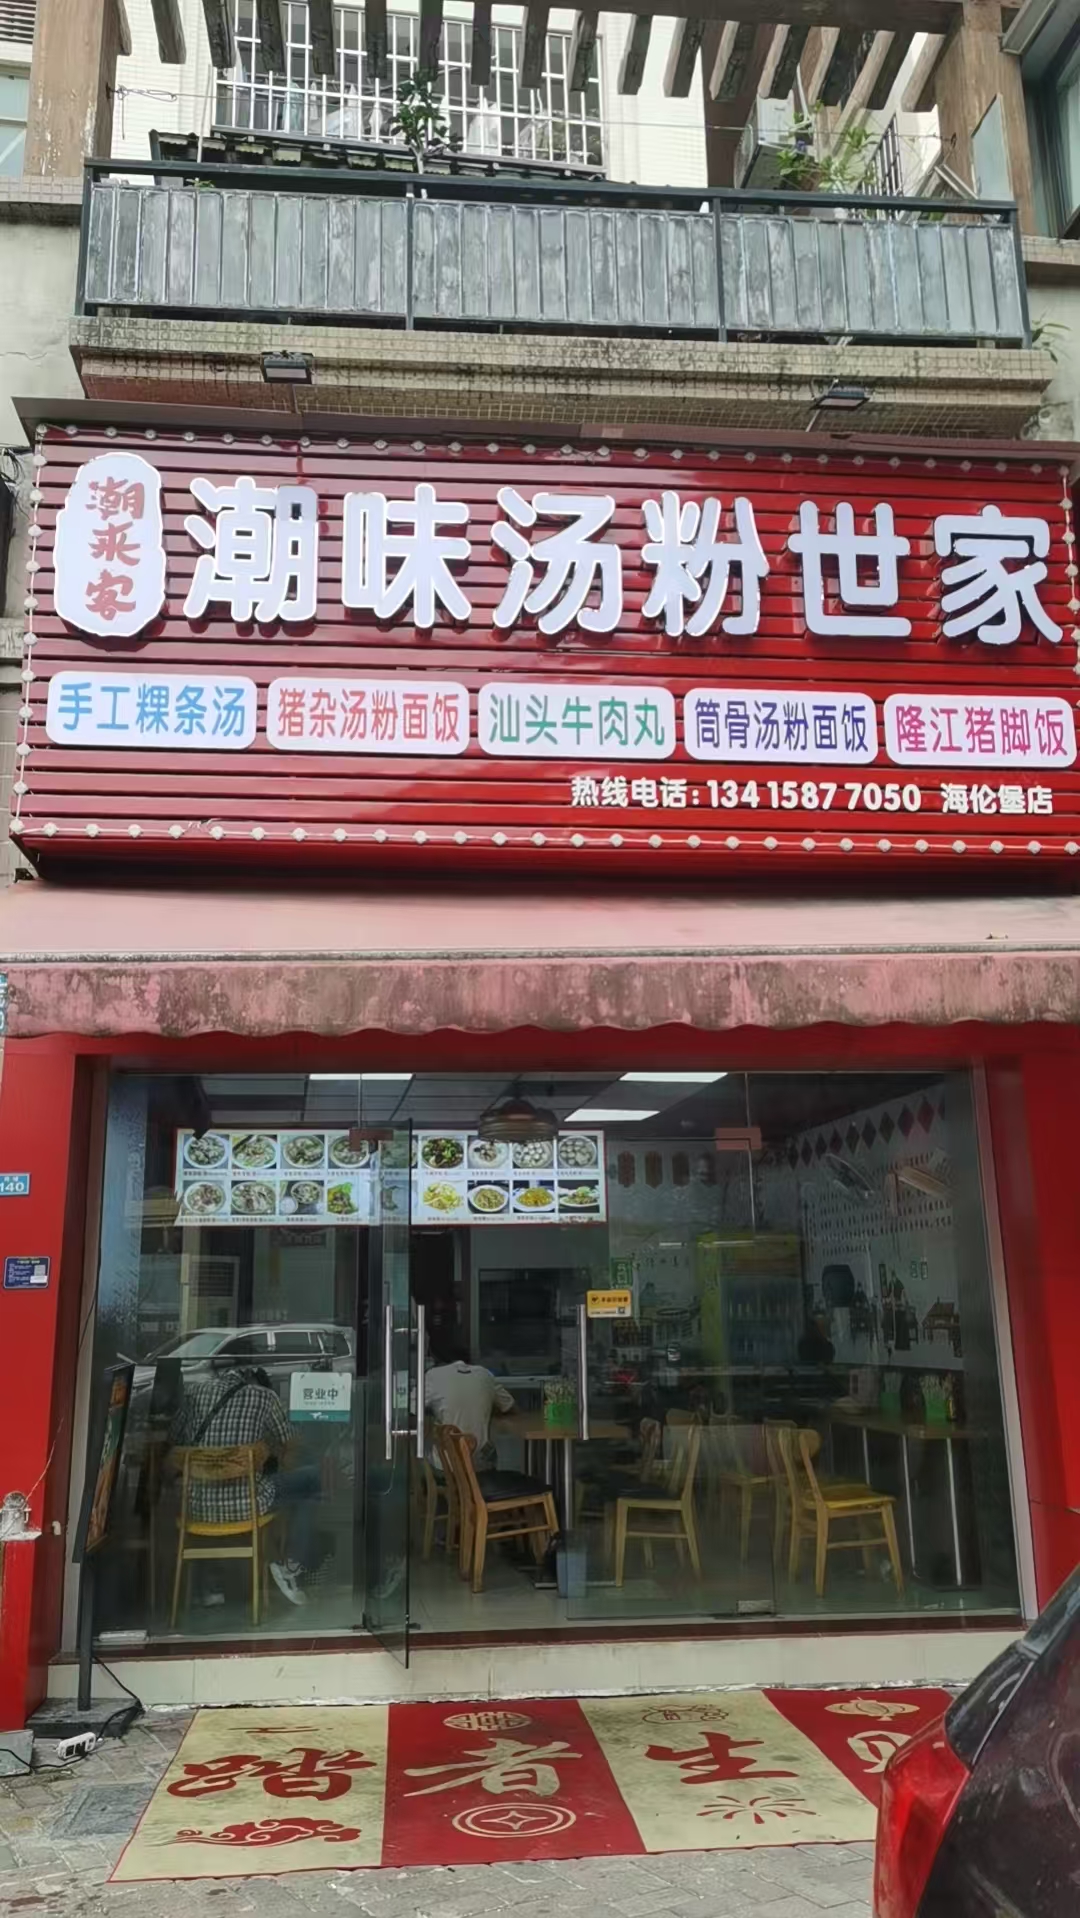 潮来客
潮味汤粉世家
手工粿条汤 猪杂汤粉面饭 汕头牛肉丸 筒骨汤粉面饭 隆江猪脚饭
热线电话:134 1587 7050 海伦堡店
140
营业中
踏者生